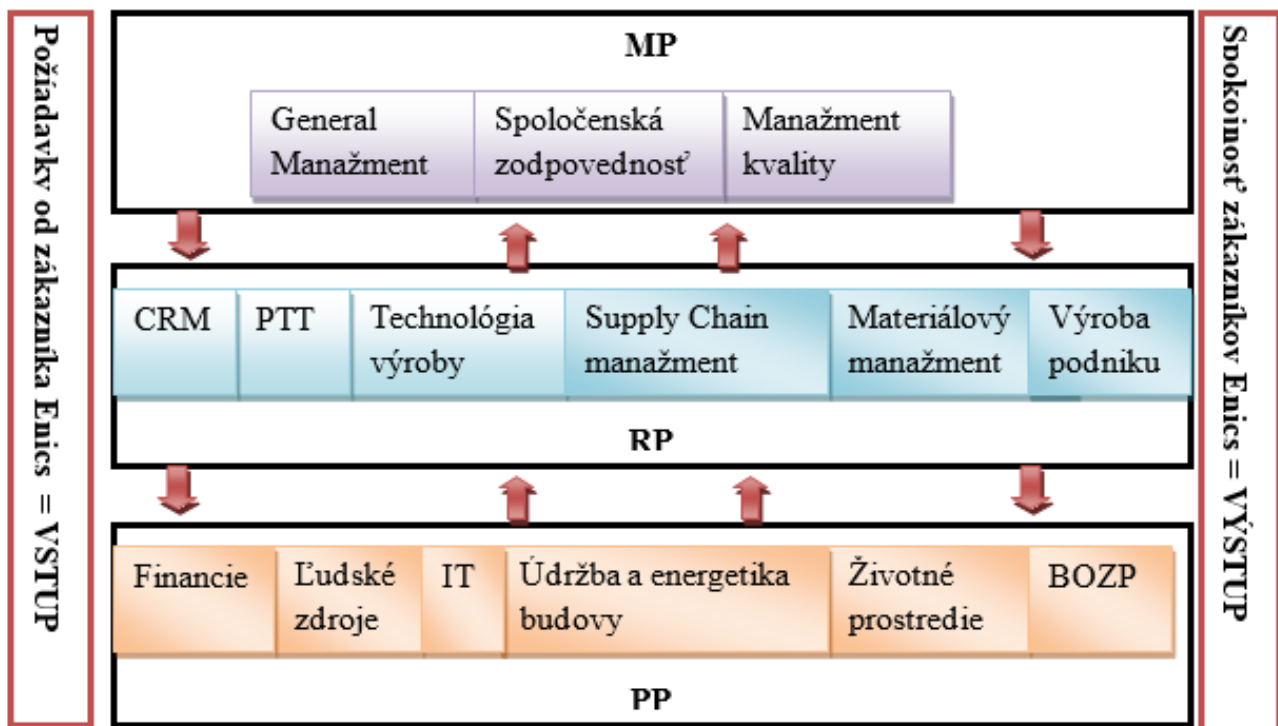 Požíadavky od zákazníka Enics = VSTUP
MP
General
Manažment
Spoločenská
zodpovednosť
Manažment
kvality
CRM
PTT
Technológia
výroby
Supply Chain
manažment
Materiálový
manažment
Výroba
podniku
RP
Financie
Ľudské
zdroje
IT
Údržba a energetika
budovy
Životné
prostredie
BOZP
PP
Spokojnosť zákazníkov Enics = VÝSTUP